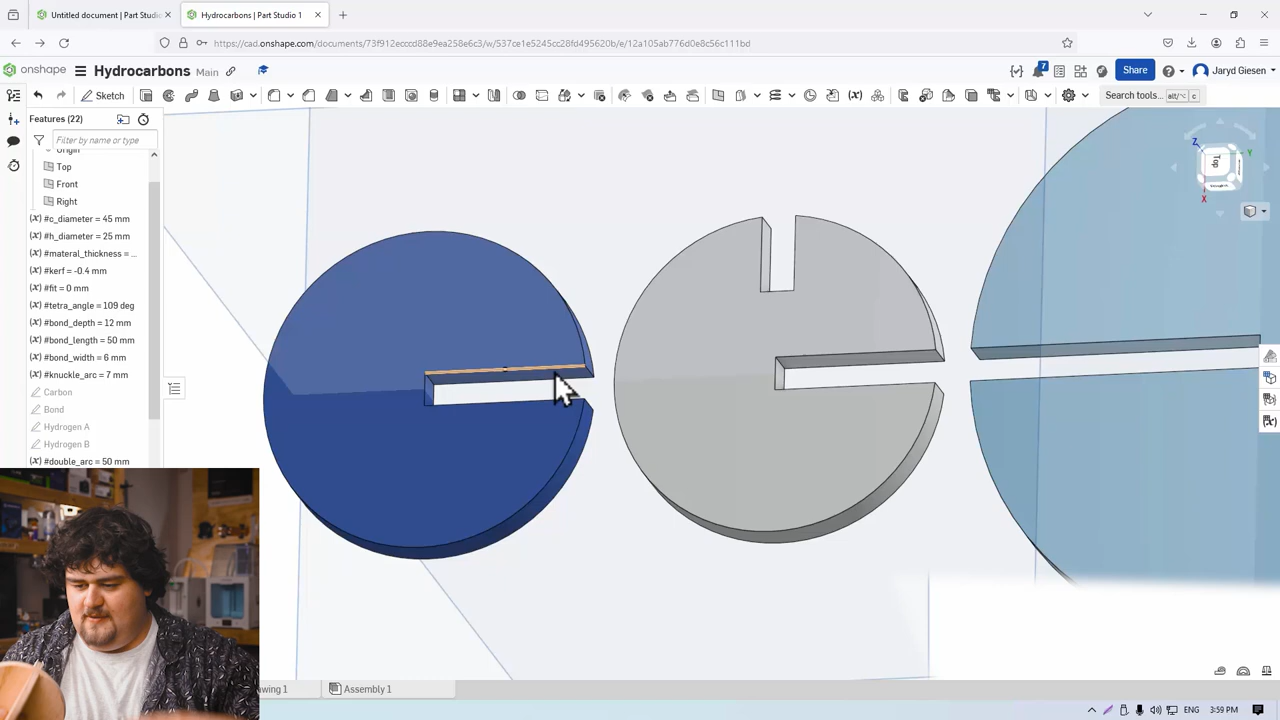 Untitled document | Part Studio
Hydrocarbons | Part Studio 1
https://cad.onshape.com/documents/73f912ecccd88e9ea258e6c3/w/537ce1e5245cc38fd495620b/e/12a105ab776d0e8c56c111bd
onshape
Hydrocarbons Main
7
Share
Jaryd Giesen
Sketch
Search tools... alt/⌥ c
Features (22)
Filter by name or type
Origin
Top
Front
Right
(x) #c_diameter = 45 mm
(x) #h_diameter = 25 mm
(x) #materal_thickness = ...
(x) #kerf = -0.4 mm
(x) #fit = 0 mm
(x) #tetra_angle = 109 deg
(x) #bond_depth = 12 mm
(x) #bond_length = 50 mm
(x) #bond_width = 6 mm
(x) #knuckle_arc = 7 mm
Carbon
Bond
Hydrogen A
Hydrogen B
#double_arc = 50 mm
Z
Y
Top
X
wing 1
Assembly 1
ENG
3:59 PM